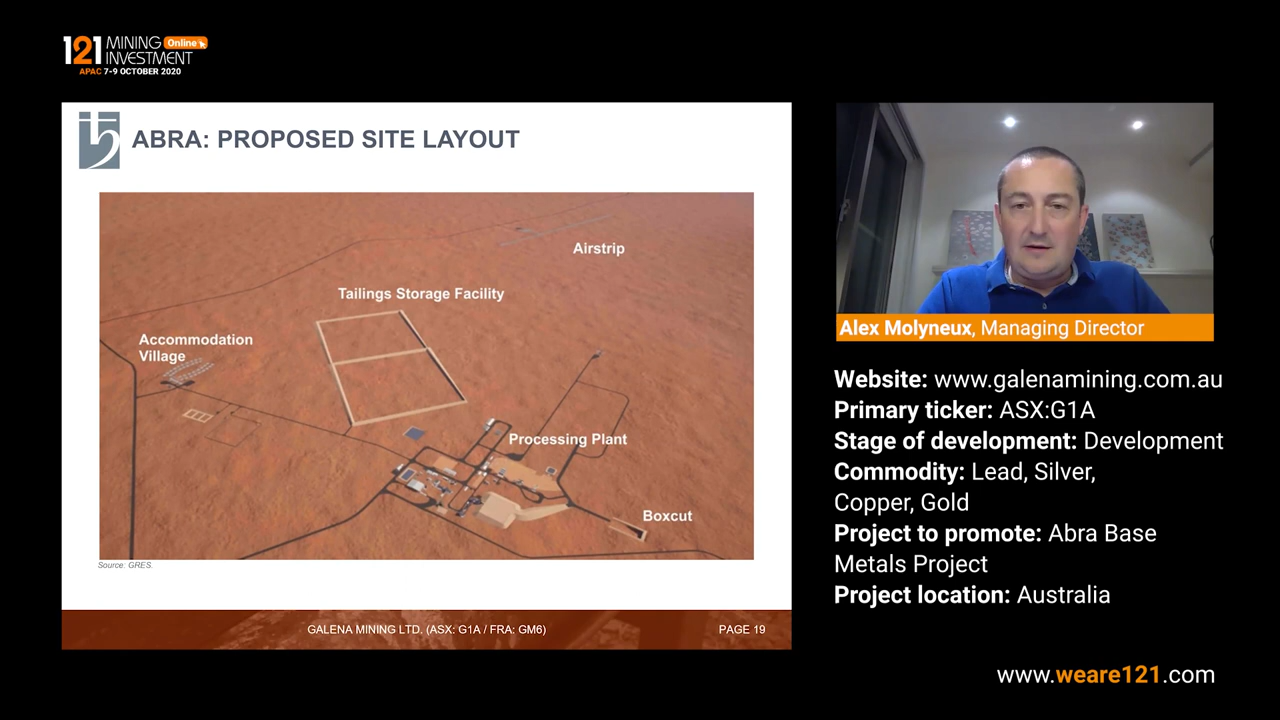 121 MINING INVESTMENT Online
APAC 7-9 OCTOBER 2020
ABRA: PROPOSED SITE LAYOUT
Airstrip
Tailings Storage Facility
Accommodation
Village
Processing Plant
Boxcut
Source: GRES.
GALENA MINING LTD. (ASX: G1A / FRA: GM6)
PAGE 19
Alex Molyneux, Managing Director
Website: www.galenamining.com.au
Primary ticker: ASX:G1A
Stage of development: Development
Commodity: Lead, Silver,
Copper, Gold
Project to promote: Abra Base
Metals Project
Project location: Australia
www.weare121.com